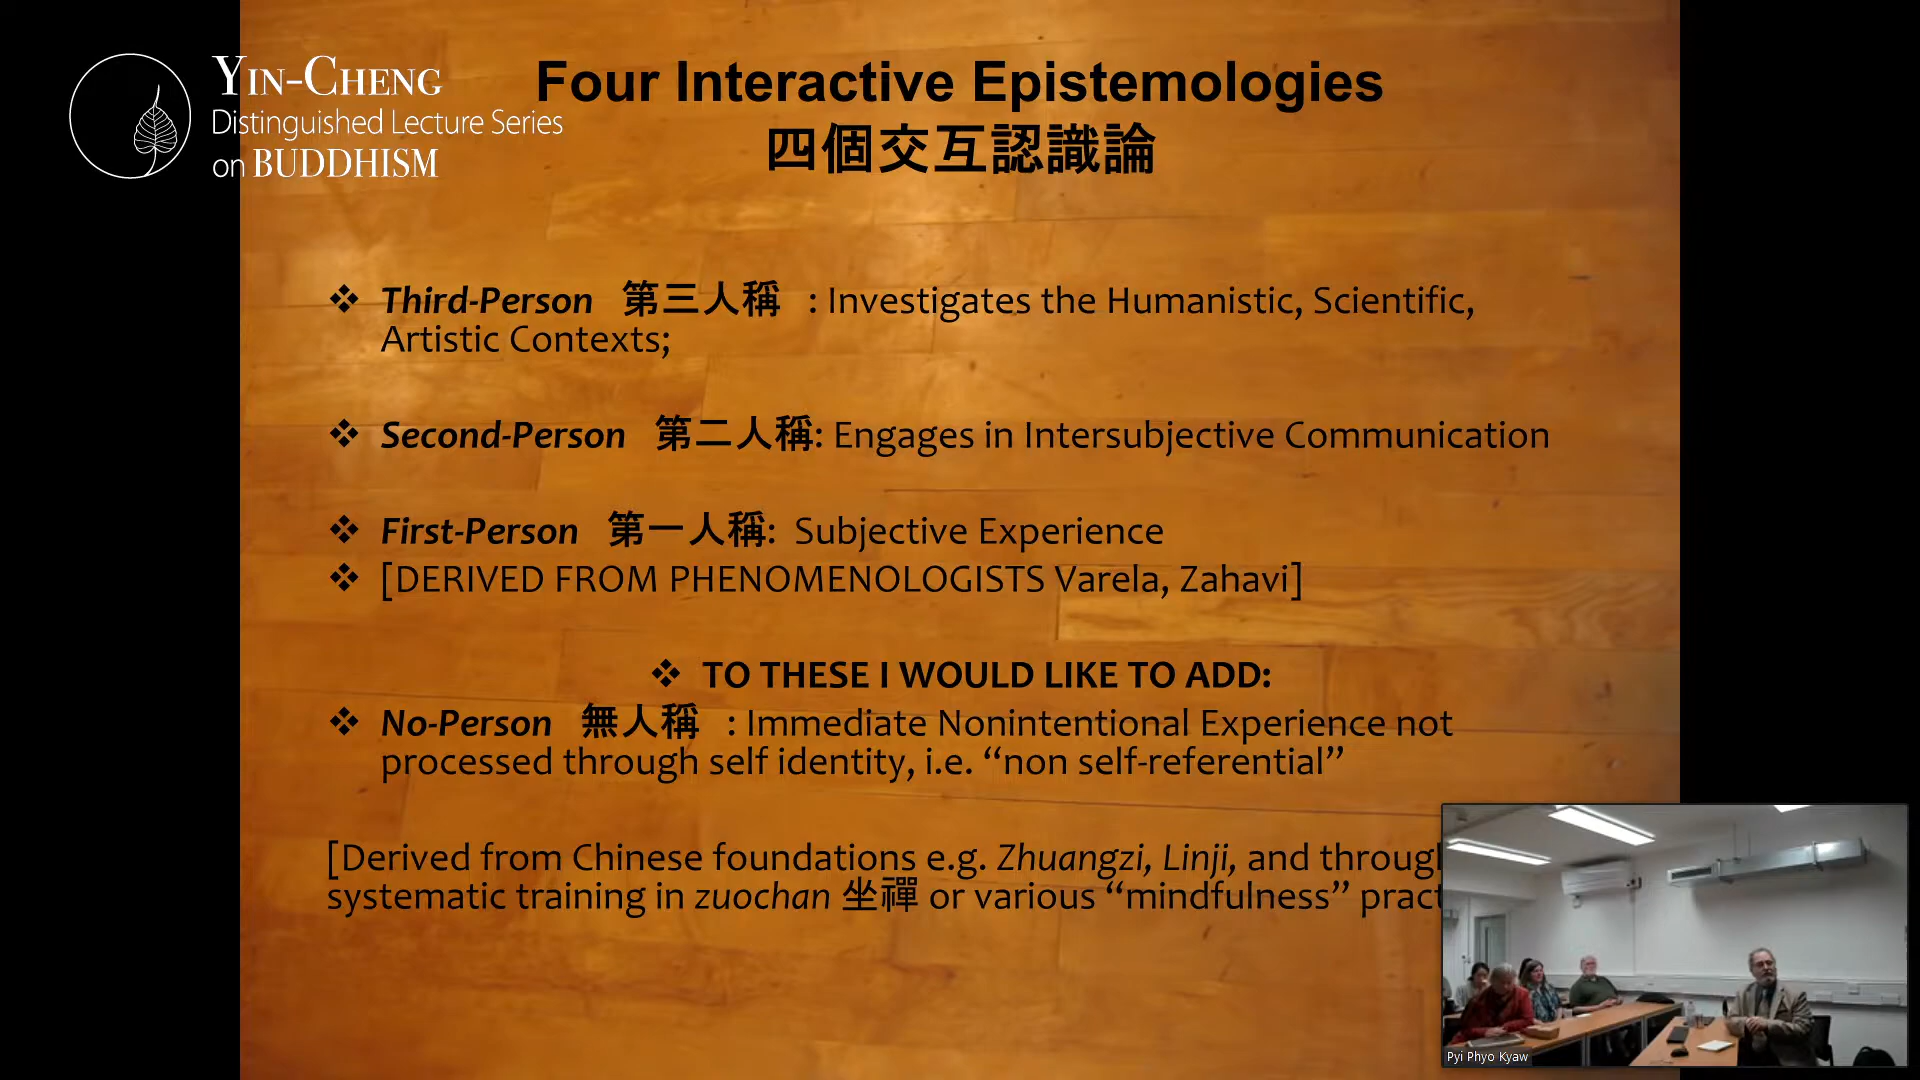 YIN-CHENG
Distinguished Lecture Series
on BUDDHISM
Four Interactive Epistemologies
四個交互認識論
❖ Third-Person 第三人稱 : Investigates the Humanistic, Scientific,
Artistic Contexts;
❖ Second-Person 第二人稱: Engages in Intersubjective Communication
❖ First-Person 第一人稱: Subjective Experience
❖ [DERIVED FROM PHENOMENOLOGISTS Varela, Zahavi]
❖ TO THESE I WOULD LIKE TO ADD:
❖ No-Person 無人稱 : Immediate Nonintentional Experience not
processed through self identity, i.e. “non self-referential”
[Derived from Chinese foundations e.g. Zhuangzi, Linji, and
systematic training in zuochan 坐禪 or various “mindfulness”
Pyi Phyo Kyaw